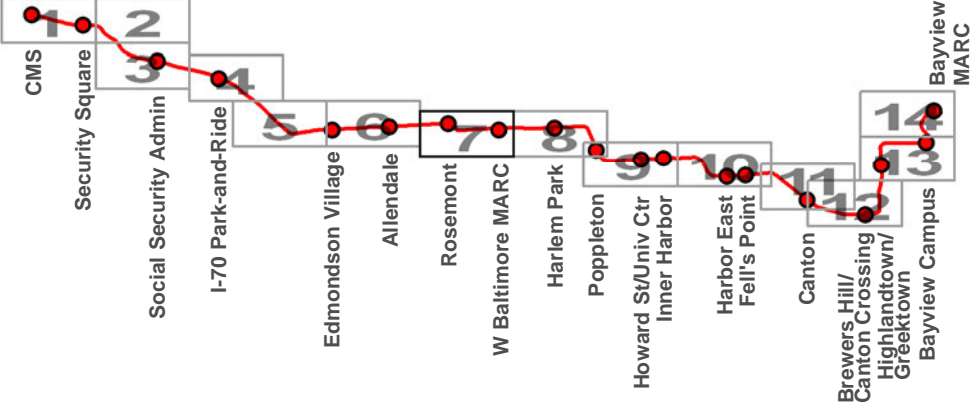 1
2
3
4
5
6
7
8
9
10
11
12
13
14
CMS
Security Square
Social Security Admin
I-70 Park-and-Ride
Edmondson Village
Allendale
Rosemont
W Baltimore MARC
Harlem Park
Poppleton
Howard St/Univ Ctr
Inner Harbor
Harbor East
Fell's Point
Canton
Brewers Hill/
Canton Crossing
Highlandtown/
Greektown
Bayview Campus
Bayview
MARC